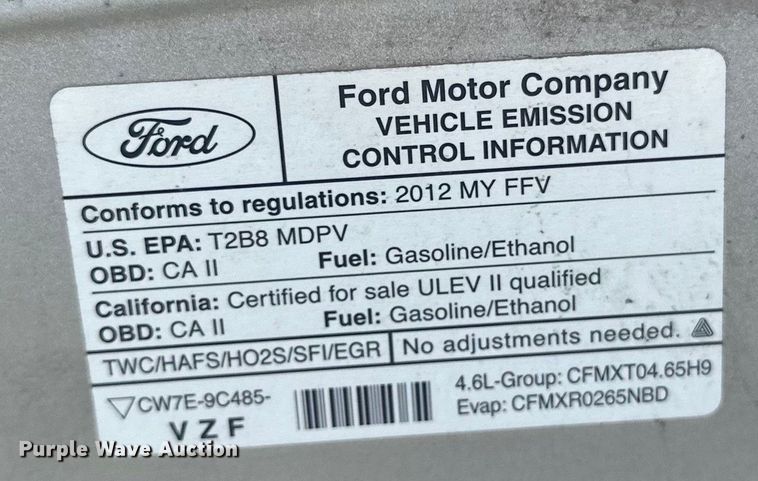 Ford
Ford Motor Company
VEHICLE EMISSION
CONTROL INFORMATION
Conforms to regulations: 2012 MY FFV
U.S. EPA: T2B8 MDPV
OBD: CA II Fuel: Gasoline/Ethanol
California: Certified for sale ULEV II qualified
OBD: CA II Fuel: Gasoline/Ethanol
TWC/HAFS/HO2S/SFI/EGR No adjustments needed.
CW7E-9C485-
VZF
4.6L-Group: CFMXT04.65H9
Evap: CFMXR0265NBD
Purple Wave Auction